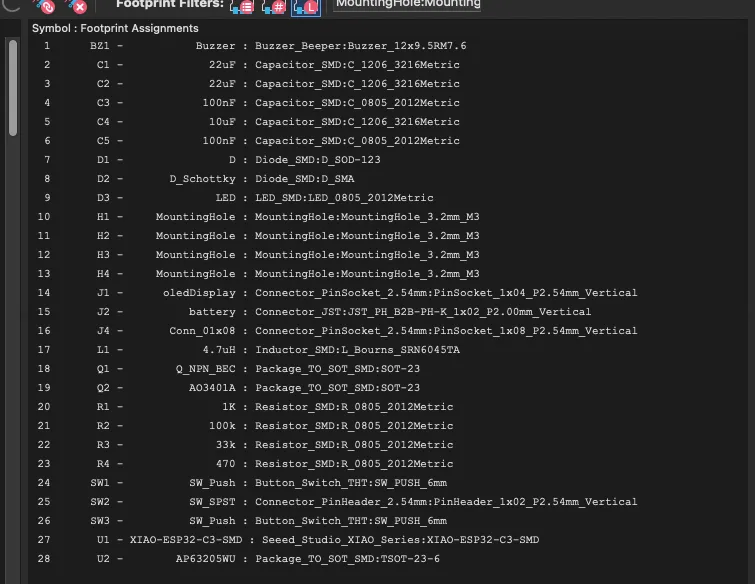 Footprint Filters:
MountingHole:Mounting
Symbol : Footprint Assignments
1 BZ1 - Buzzer : Buzzer_Beeper:Buzzer_12x9.5RM7.6
2 C1 - 22uF : Capacitor_SMD:C_1206_3216Metric
3 C2 - 22uF : Capacitor_SMD:C_1206_3216Metric
4 C3 - 100nF : Capacitor_SMD:C_0805_2012Metric
5 C4 - 10uF : Capacitor_SMD:C_1206_3216Metric
6 C5 - 100nF : Capacitor_SMD:C_0805_2012Metric
7 D1 - D : Diode_SMD:D_SOD-123
8 D2 - D_Schottky : Diode_SMD:D_SMA
9 D3 - LED : LED_SMD:LED_0805_2012Metric
10 H1 - MountingHole : MountingHole:MountingHole_3.2mm_M3
11 H2 - MountingHole : MountingHole:MountingHole_3.2mm_M3
12 H3 - MountingHole : MountingHole:MountingHole_3.2mm_M3
13 H4 - MountingHole : MountingHole:MountingHole_3.2mm_M3
14 J1 - oledDisplay : Connector_PinSocket_2.54mm:PinSocket_1x04_P2.54mm_Vertical
15 J2 - battery : Connector_JST:JST_PH_B2B-PH-K_1x02_P2.00mm_Vertical
16 J4 - Conn_01x08 : Connector_PinSocket_2.54mm:PinSocket_1x08_P2.54mm_Vertical
17 L1 - 4.7uH : Inductor_SMD:L_Bourns_SRN6045TA
18 Q1 - Q_NPN_BEC : Package_TO_SOT_SMD:SOT-23
19 Q2 - AO3401A : Package_TO_SOT_SMD:SOT-23
20 R1 - 1K : Resistor_SMD:R_0805_2012Metric
21 R2 - 100k : Resistor_SMD:R_0805_2012Metric
22 R3 - 33k : Resistor_SMD:R_0805_2012Metric
23 R4 - 470 : Resistor_SMD:R_0805_2012Metric
24 SW1 - SW_Push : Button_Switch_THT:SW_PUSH_6mm
25 SW2 - SW_SPST : Connector_PinHeader_2.54mm:PinHeader_1x02_P2.54mm_Vertical
26 SW3 - SW_Push : Button_Switch_THT:SW_PUSH_6mm
27 U1 - XIAO-ESP32-C3-SMD : Seeed_Studio_XIAO_Series:XIAO-ESP32-C3-SMD
28 U2 - AP63205WU : Package_TO_SOT_SMD:TSOT-23-6